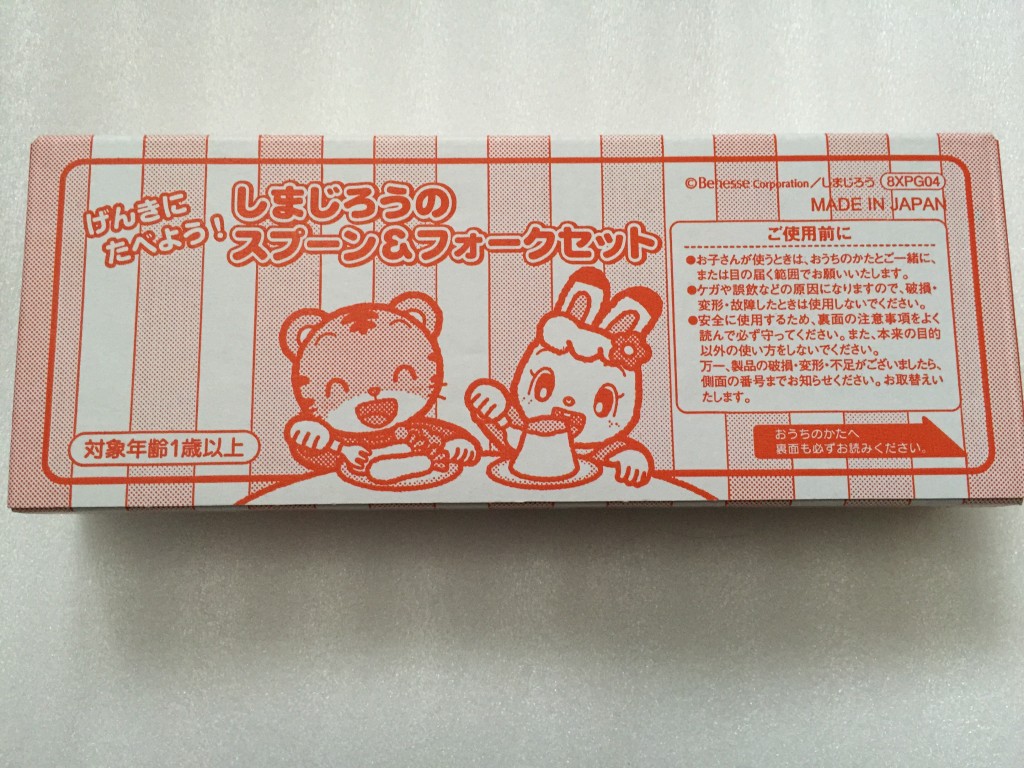 げんきに
たべよう!
しまじろうの
スプーン&フォークセット
対象年齢1歳以上
©Benesse Corporation/しまじろう 8XPG04
MADE IN JAPAN
ご使用前に
●お子さんが使うときは、おうちのかたとご一緒に、
または目の届く範囲でお願いいたします。
●ケガや誤飲などの原因になりますので、破損・
変形・故障したときは使用しないでください。
●安全に使用するため、裏面の注意事項をよく
読んで必ず守ってください。また、本来の目的
以外の使い方をしないでください。
万一、製品の破損・変形・不足がございましたら、
側面の番号までお知らせください。お取替えい
たします。
おうちのかたへ
裏面も必ずお読みください。